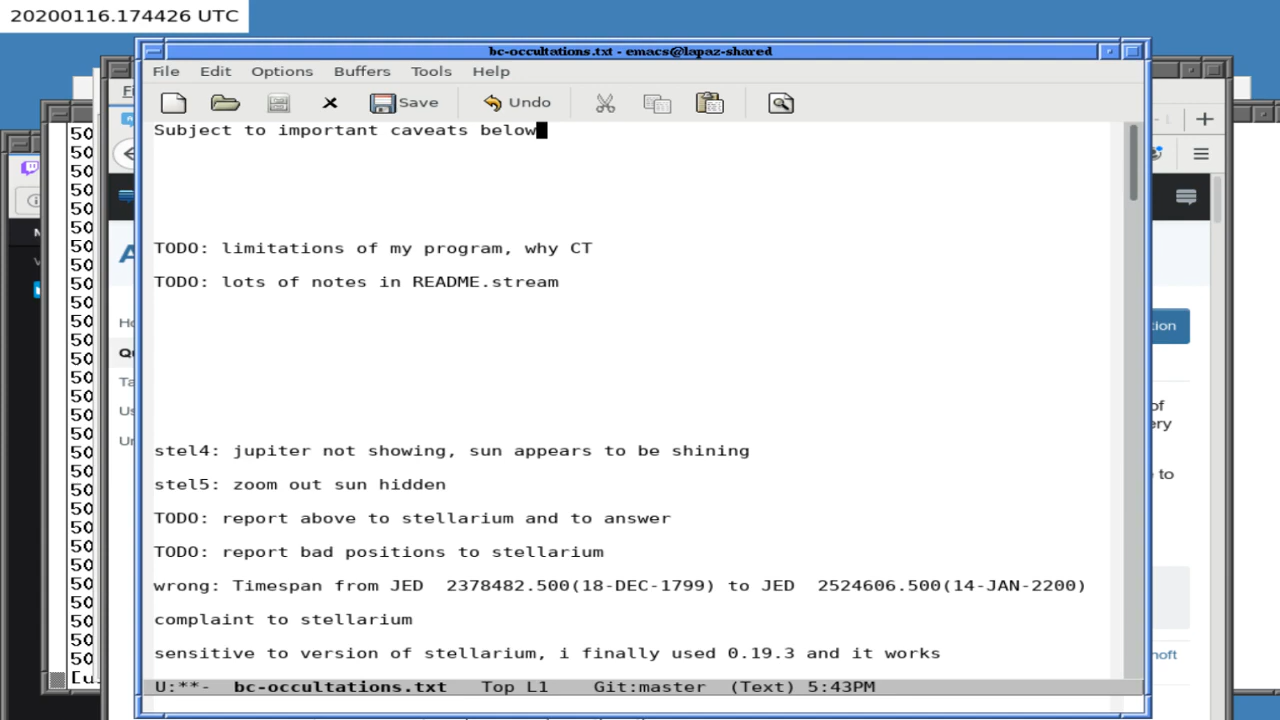 20200116.174426 UTC
bc-occultations.txt - emacs@lapaz-shared
File Edit Options Buffers Tools Help
Save Undo
Subject to important caveats below
TODO: limitations of my program, why CT
TODO: lots of notes in README.stream
stel4: jupiter not showing, sun appears to be shining
stel5: zoom out sun hidden
TODO: report above to stellarium and to answer
TODO: report bad positions to stellarium
wrong: Timespan from JED  2378482.500(18-DEC-1799) to JED  2524606.500(14-JAN-2200)
complaint to stellarium
sensitive to version of stellarium, i finally used 0.19.3 and it works
U:**-  bc-occultations.txt   Top L1    Git:master  (Text) 5:43PM